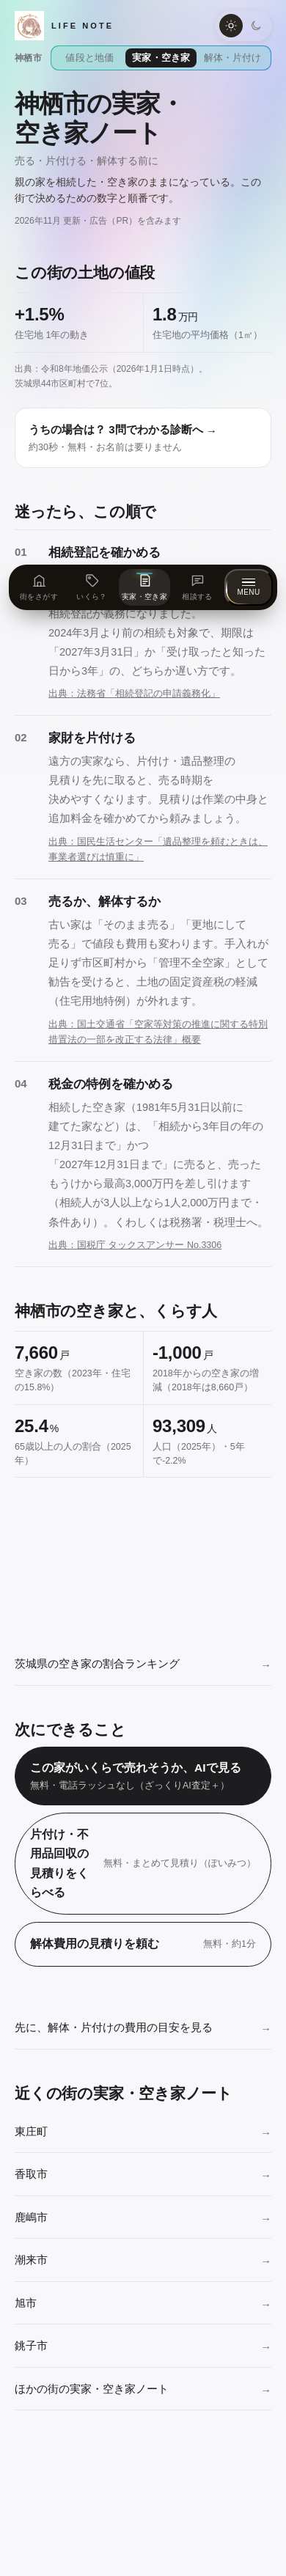 LIFE NOTE
神栖市
値段と地価
実家・空き家
解体・片付け
神栖市の実家・
空き家ノート
売る・片付ける・解体する前に
親の家を相続した・空き家のままになっている。この
街で決めるための数字と順番です。
2026年11月 更新・広告（PR）を含みます
この街の土地の値段
+1.5%
住宅地 1年の動き
1.8万円
住宅地の平均価格（1㎡）
出典：令和8年地価公示（2026年1月1日時点）。
茨城県44市区町村で7位。
うちの場合は？ 3問でわかる診断へ →
約30秒・無料・お名前は要りません
迷ったら、この順で
01
相続登記を確かめる
街をさがす
いくら？
実家・空き家
相談する
MENU
相続登記が義務になりました。
2024年3月より前の相続も対象で、期限は
「2027年3月31日」か「受け取ったと知った
日から3年」の、どちらか遅い方です。
出典：法務省「相続登記の申請義務化」
02
家財を片付ける
遠方の実家なら、片付け・遺品整理の
見積りを先に取ると、売る時期を
決めやすくなります。見積りは作業の中身と
追加料金を確かめてから頼みましょう。
出典：国民生活センター「遺品整理を頼むときは、
事業者選びは慎重に」
03
売るか、解体するか
古い家は「そのまま売る」「更地にして
売る」で値段も費用も変わります。手入れが
足りず市区町村から「管理不全空家」として
勧告を受けると、土地の固定資産税の軽減
（住宅用地特例）が外れます。
出典：国土交通省「空家等対策の推進に関する特別
措置法の一部を改正する法律」概要
04
税金の特例を確かめる
相続した空き家（1981年5月31日以前に
建てた家など）は、「相続から3年目の年の
12月31日まで」かつ
「2027年12月31日まで」に売ると、売った
もうけから最高3,000万円を差し引けます
（相続人が3人以上なら1人2,000万円まで・
条件あり）。くわしくは税務署・税理士へ。
出典：国税庁 タックスアンサー No.3306
神栖市の空き家と、くらす人
7,660戸
空き家の数（2023年・住宅
の15.8%）
-1,000戸
2018年からの空き家の増
減（2018年は8,660戸）
25.4%
65歳以上の人の割合（2025
年）
93,309人
人口（2025年）・5年
で-2.2%
茨城県の空き家の割合ランキング →
次にできること
この家がいくらで売れそうか、AIで見る
無料・電話ラッシュなし（ざっくりAI査定＋）
片付け・不
用品回収の
見積りをく
らべる
無料・まとめて見積り（ぽいみつ）
解体費用の見積りを頼む
無料・約1分
先に、解体・片付けの費用の目安を見る →
近くの街の実家・空き家ノート
東庄町 →
香取市 →
鹿嶋市 →
潮来市 →
旭市 →
銚子市 →
ほかの街の実家・空き家ノート →